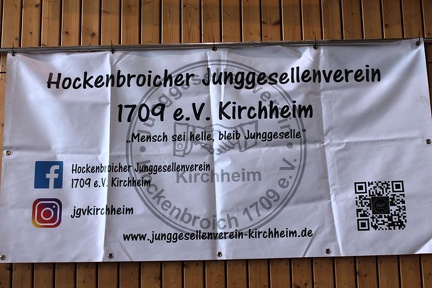 Hockenbroicher Junggesellenverein
1709 e.V. Kirchheim
„Mensch sei helle, bleib Junggeselle"
Hockenbroicher Junggesellenverein
1709 e.V. Kirchheim
jgvkirchheim
www.junggesellenverein-kirchheim.de
Junggesellenverein
Kirchheim
Hockenbroich 1709 e.V.